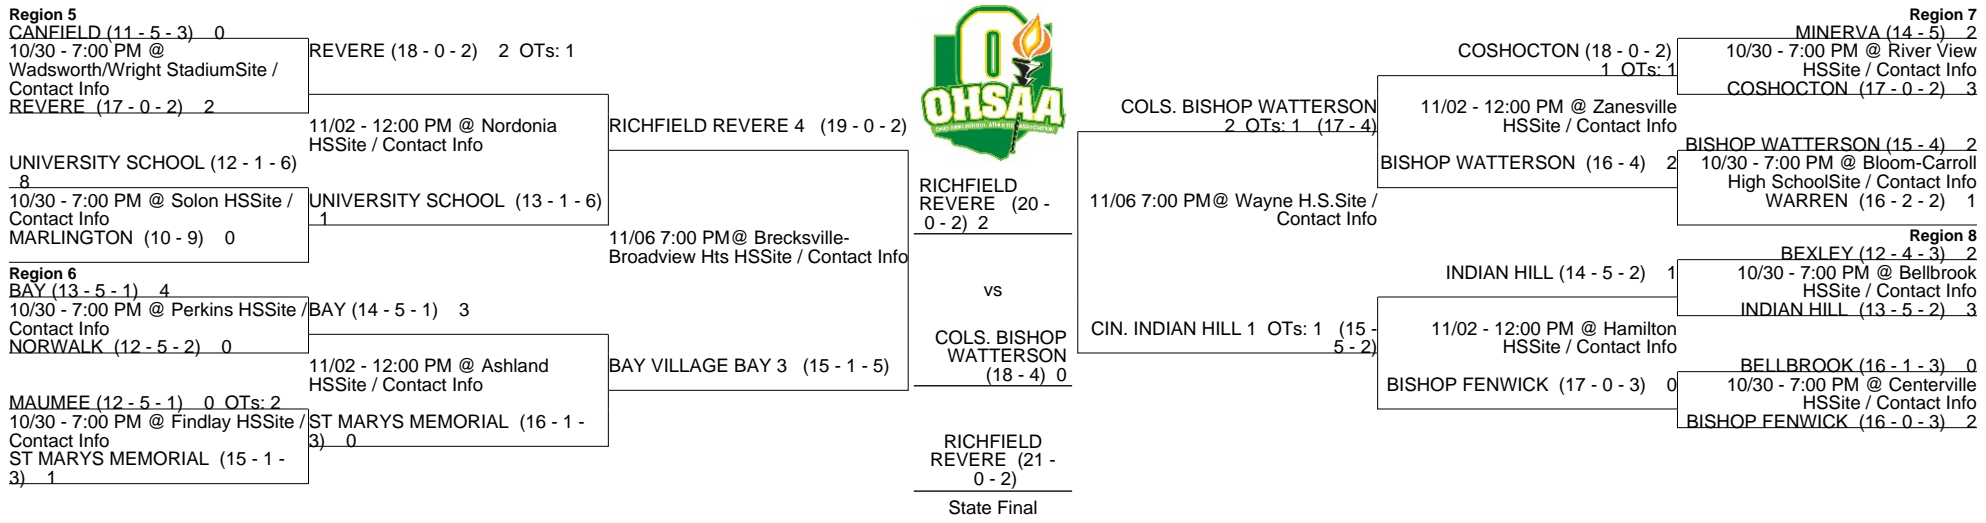 Region 5
CANFIELD (11 - 5 - 3) 0
10/30 - 7:00 PM @
Wadsworth/Wright StadiumSite /
Contact Info
REVERE (17 - 0 - 2) 2
UNIVERSITY SCHOOL (12 - 1 - 6)
8
10/30 - 7:00 PM @ Solon HSSite /
Contact Info
MARLINGTON (10 - 9) 0
Region 6
BAY (13 - 5 - 1) 4
10/30 - 7:00 PM @ Perkins HSSite /
Contact Info
NORWALK (12 - 5 - 2) 0
MAUMEE (12 - 5 - 1) 0 OTs: 2
10/30 - 7:00 PM @ Findlay HSSite /
Contact Info
ST MARYS MEMORIAL (15 - 1 -
3) 1
REVERE (18 - 0 - 2) 2 OTs: 1
11/02 - 12:00 PM @ Nordonia
HSSite / Contact Info
UNIVERSITY SCHOOL (13 - 1 - 6)
1
BAY (14 - 5 - 1) 3
11/02 - 12:00 PM @ Ashland
HSSite / Contact Info
ST MARYS MEMORIAL (16 - 1 -
3) 0
RICHFIELD REVERE 4 (19 - 0 - 2)
11/06 7:00 PM@ Brecksville-
Broadview Hts HSSite / Contact Info
BAY VILLAGE BAY 3 (15 - 1 - 5)
OHSAA
RICHFIELD
REVERE (20 -
0 - 2) 2
vs
COLS. BISHOP
WATTERSON
(18 - 4) 0
RICHFIELD
REVERE (21 -
0 - 2)
State Final
COLS. BISHOP WATTERSON
2 OTs: 1 (17 - 4)
11/06 7:00 PM@ Wayne H.S.Site /
Contact Info
CIN. INDIAN HILL 1 OTs: 1 (15 -
5 - 2)
COSHOCTON (18 - 0 - 2)
1 OTs: 1
11/02 - 12:00 PM @ Zanesville
HSSite / Contact Info
BISHOP WATTERSON (16 - 4) 2
INDIAN HILL (14 - 5 - 2) 1
11/02 - 12:00 PM @ Hamilton
HSSite / Contact Info
BISHOP FENWICK (17 - 0 - 3) 0
Region 7
MINERVA (14 - 5) 2
10/30 - 7:00 PM @ River View
HSSite / Contact Info
COSHOCTON (17 - 0 - 2) 3
BISHOP WATTERSON (15 - 4) 2
10/30 - 7:00 PM @ Bloom-Carroll
High SchoolSite / Contact Info
WARREN (16 - 2 - 2) 1
Region 8
BEXLEY (12 - 4 - 3) 2
10/30 - 7:00 PM @ Bellbrook
HSSite / Contact Info
INDIAN HILL (13 - 5 - 2) 3
BELLBROOK (16 - 1 - 3) 0
10/30 - 7:00 PM @ Centerville
HSSite / Contact Info
BISHOP FENWICK (16 - 0 - 3) 2